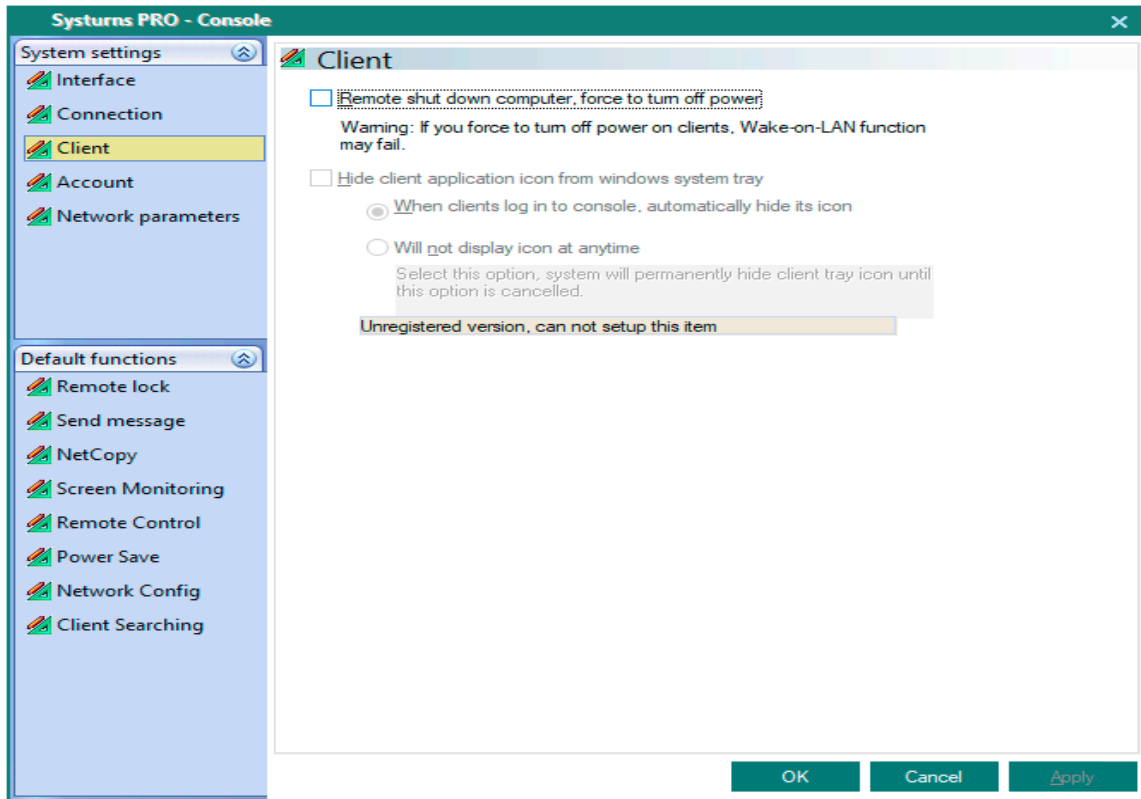 Systurns PRO - Console
System settings
Interface
Connection
Client
Account
Network parameters
Default functions
Remote lock
Send message
NetCopy
Screen Monitoring
Remote Control
Power Save
Network Config
Client Searching
Client
Remote shut down computer, force to turn off power
Warning: If you force to turn off power on clients, Wake-on-LAN function
may fail.
Hide client application icon from windows system tray
When clients log in to console, automatically hide its icon
Will not display icon at anytime
Select this option, system will permanently hide client tray icon until
this option is cancelled.
Unregistered version, can not setup this item
OK
Cancel
Apply